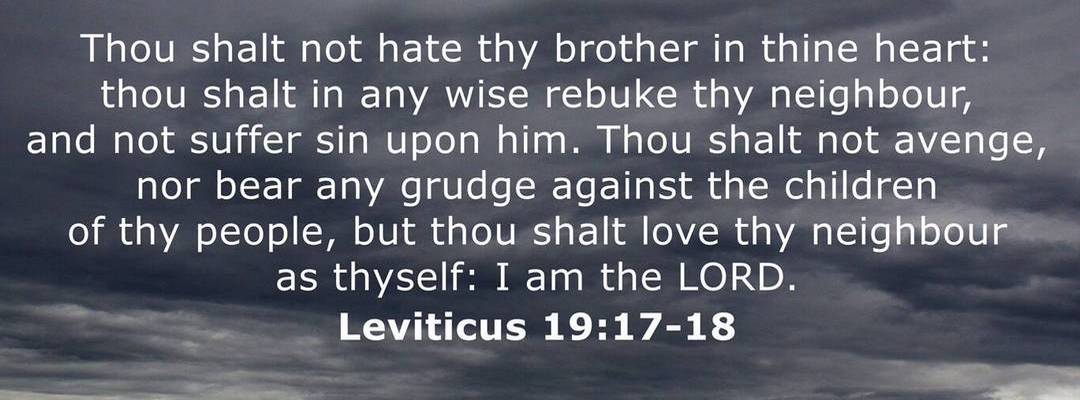 Thou shalt not hate thy brother in thine heart:
thou shalt in any wise rebuke thy neighbour,
and not suffer sin upon him. Thou shalt not avenge,
nor bear any grudge against the children
of thy people, but thou shalt love thy neighbour
as thyself: I am the LORD.
Leviticus 19:17-18